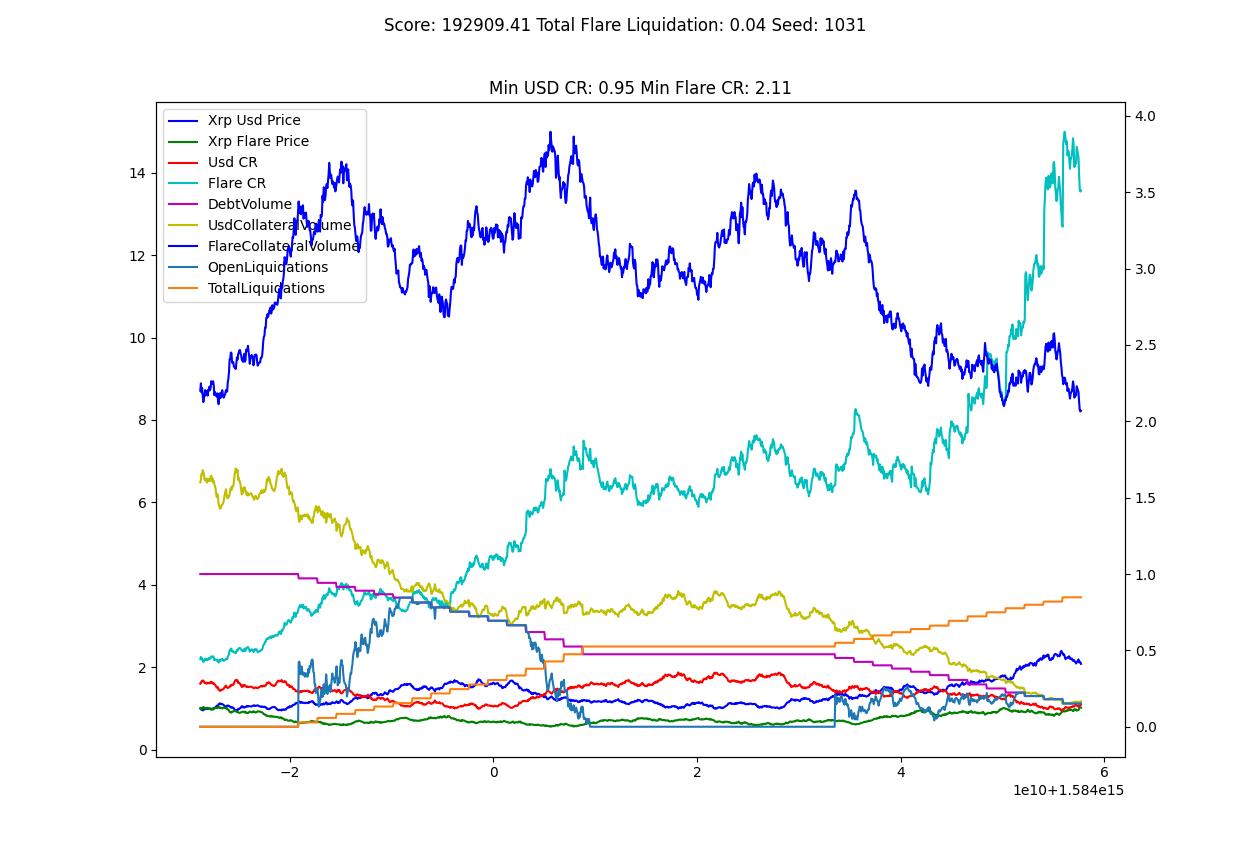 Score: 192909.41 Total Flare Liquidation: 0.04 Seed: 1031
Min USD CR: 0.95 Min Flare CR: 2.11
Xrp Usd Price
Xrp Flare Price
Usd CR
Flare CR
DebtVolume
UsdCollateralVolume
FlareCollateralVolume
OpenLiquidations
TotalLiquidations
14
12
10
8
6
4
2
0
4.0
3.5
3.0
2.5
2.0
1.5
1.0
0.5
0.0
−2
0
2
4
6
1e10+1.584e15